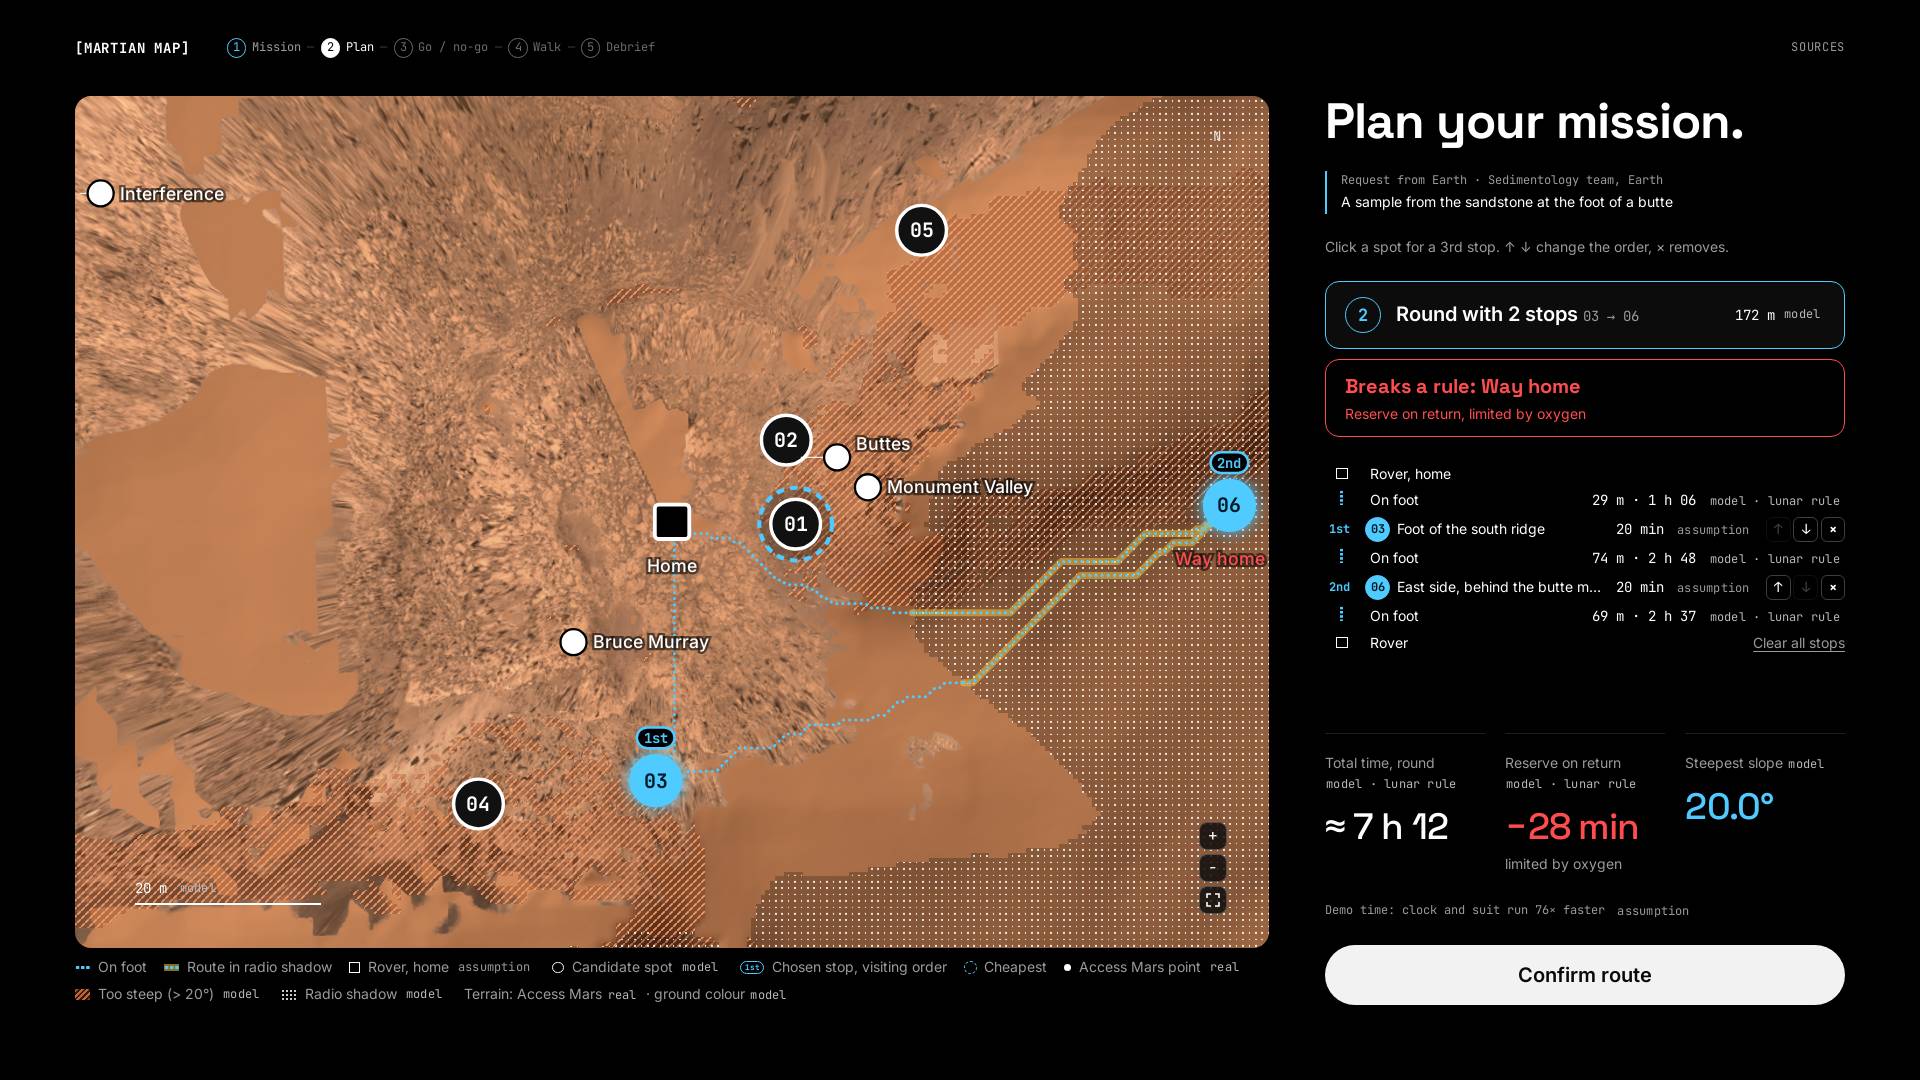 [MARTIAN MAP]
1 Mission — 2 Plan — 3 Go / no-go — 4 Walk — 5 Debrief
SOURCES
N
Interference
05
02
Buttes
Monument Valley
01
2nd
06
Way home
Home
Bruce Murray
1st
03
04
20 m model
+
-
On foot
Route in radio shadow
Rover, home assumption
Candidate spot model
1st Chosen stop, visiting order
Cheapest
Access Mars point real
Too steep (> 20°) model
Radio shadow model
Terrain: Access Mars real · ground colour model
Plan your mission.
Request from Earth · Sedimentology team, Earth
A sample from the sandstone at the foot of a butte
Click a spot for a 3rd stop. ↑ ↓ change the order, × removes.
2 Round with 2 stops 03 → 06 172 m model
Breaks a rule: Way home
Reserve on return, limited by oxygen
Rover, home
On foot 29 m · 1 h 06 model · lunar rule
1st 03 Foot of the south ridge 20 min assumption ↑ ↓ ×
On foot 74 m · 2 h 48 model · lunar rule
2nd 06 East side, behind the butte m... 20 min assumption ↑ ↓ ×
On foot 69 m · 2 h 37 model · lunar rule
Rover Clear all stops
Total time, round
model · lunar rule
≈ 7 h 12
Reserve on return
model · lunar rule
−28 min
limited by oxygen
Steepest slope model
20.0°
Demo time: clock and suit run 76× faster assumption
Confirm route